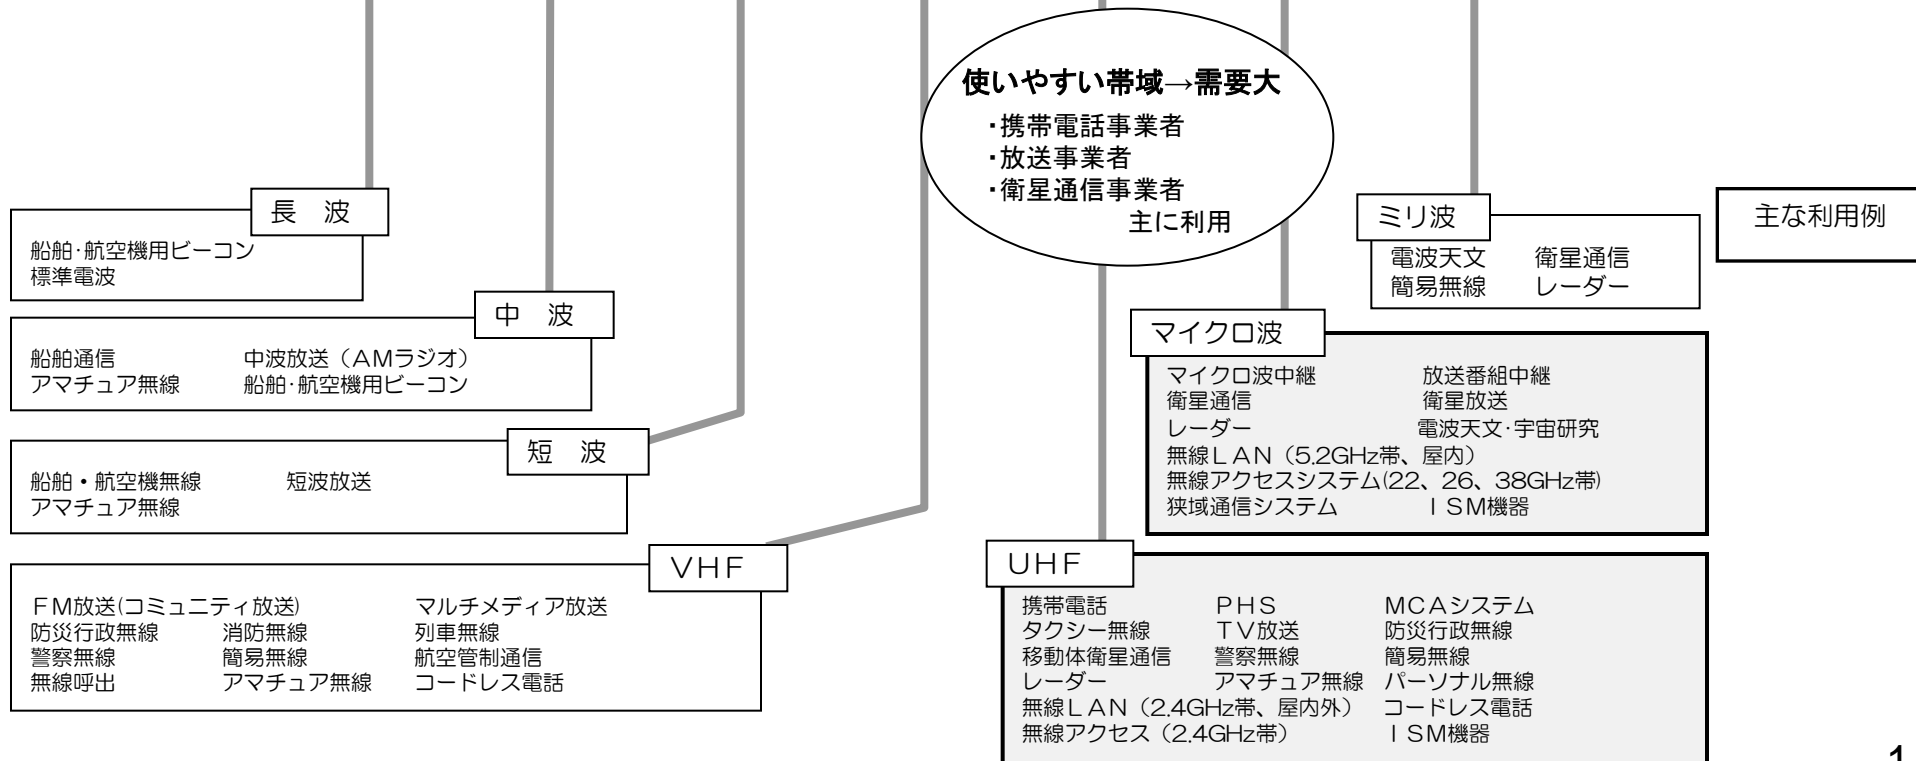 使いやすい帯域→需要大
・携帯電話事業者
・放送事業者
・衛星通信事業者
主に利用
主な利用例
長　波
船舶・航空機用ビーコン
標準電波
中　波
船舶通信　中波放送（ＡＭラジオ）
アマチュア無線　船舶・航空機用ビーコン
短　波
船舶・航空機無線　短波放送
アマチュア無線
ＶＨＦ
ＦＭ放送(コミュニティ放送)　マルチメディア放送
防災行政無線　消防無線　列車無線
警察無線　簡易無線　航空管制通信
無線呼出　アマチュア無線　コードレス電話
ミリ波
電波天文　衛星通信
簡易無線　レーダー
マイクロ波
マイクロ波中継　放送番組中継
衛星通信　衛星放送
レーダー　電波天文・宇宙研究
無線ＬＡＮ（5.2GHz帯、屋内）
無線アクセスシステム(22、26、38GHz帯)
狭域通信システム　ＩＳＭ機器
ＵＨＦ
携帯電話　ＰＨＳ　ＭＣＡシステム
タクシー無線　ＴＶ放送　防災行政無線
移動体衛星通信　警察無線　簡易無線
レーダー　アマチュア無線　パーソナル無線
無線ＬＡＮ（2.4GHz帯、屋内外）　コードレス電話
無線アクセス（2.4GHz帯）　ＩＳＭ機器
1